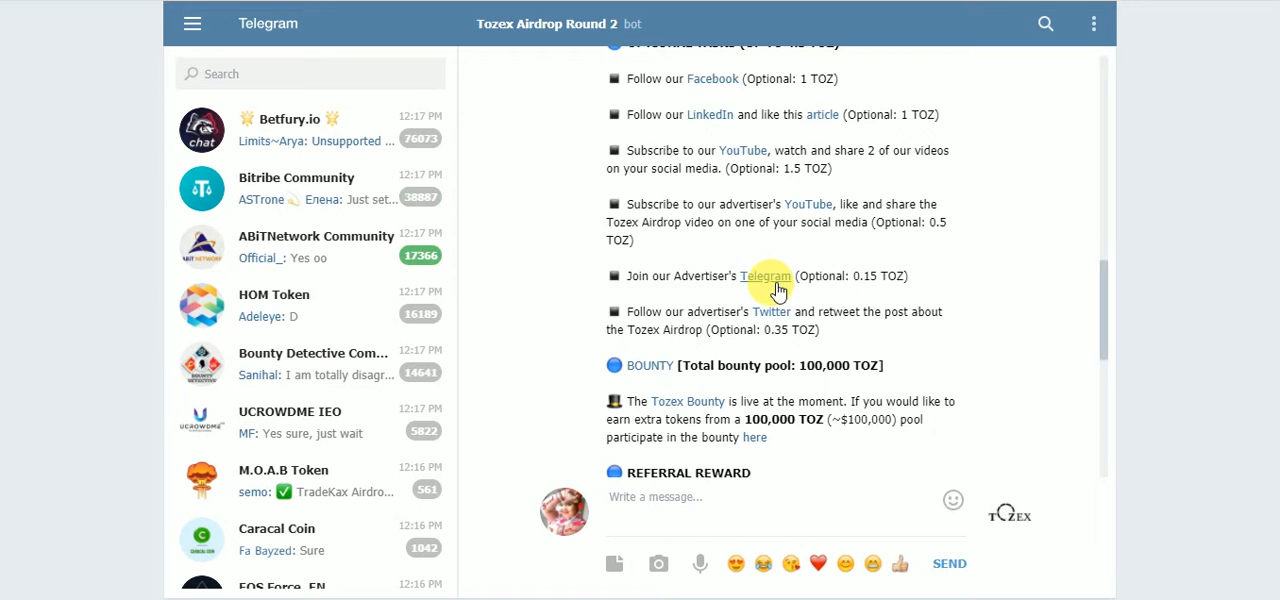 Telegram
Tozex Airdrop Round 2 bot
Search
Betfury.io
12:17 PM
Limits~Arya: Unsupported ...
76073
chat
Bitribe Community
12:17 PM
ASTrone Елена: Just set...
38887
ABiTNetwork Community
12:17 PM
Official_: Yes oo
17366
ABiT NETWORK
HOM Token
12:17 PM
Adeleye: D
16189
Bounty Detective Com...
12:17 PM
Sanihal: I am totally disagr...
14641
UCROWDME IEO
12:17 PM
MF: Yes sure, just wait
5822
UCROWDME
M.O.A.B Token
12:16 PM
semo: ✅ TradeKax Airdro...
561
Caracal Coin
12:16 PM
Fa Bayzed: Sure
1042
EOS Force_EN
12:16 PM
Follow our Facebook (Optional: 1 TOZ)
Follow our LinkedIn and like this article (Optional: 1 TOZ)
Subscribe to our YouTube, watch and share 2 of our videos
on your social media. (Optional: 1.5 TOZ)
Subscribe to our advertiser's YouTube, like and share the
Tozex Airdrop video on one of your social media (Optional: 0.5
TOZ)
Join our Advertiser's Telegram (Optional: 0.15 TOZ)
Follow our advertiser's Twitter and retweet the post about
the Tozex Airdrop (Optional: 0.35 TOZ)
BOUNTY [Total bounty pool: 100,000 TOZ]
The Tozex Bounty is live at the moment. If you would like to
earn extra tokens from a 100,000 TOZ (~$100,000) pool
participate in the bounty here
REFERRAL REWARD
Write a message...
TOZEX
SEND